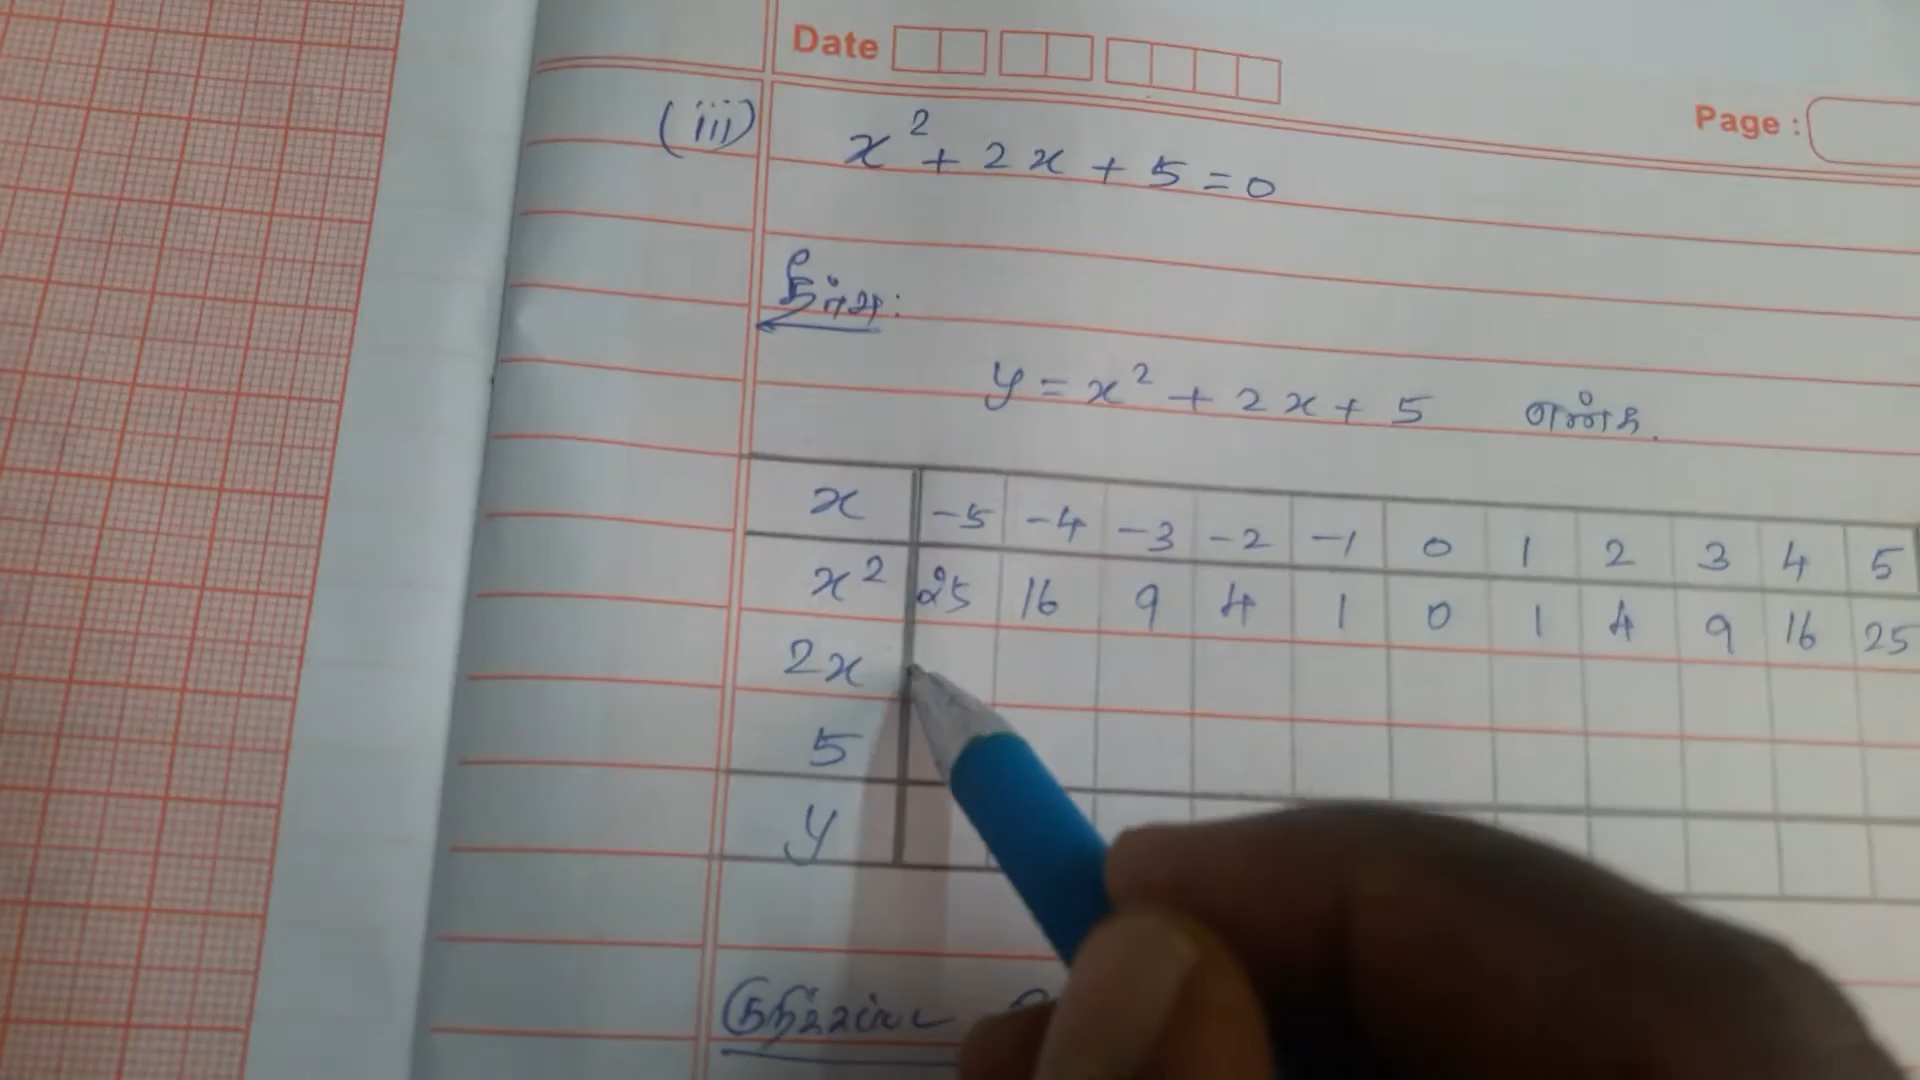 Date
Page :
(iii) x² + 2x + 5 = 0
தீர்வு:
y = x² + 2x + 5 என்க.
x -5 -4 -3 -2 -1 0 1 2 3 4 5
x² 25 16 9 4 1 0 1 4 9 16 25
2x
5
y